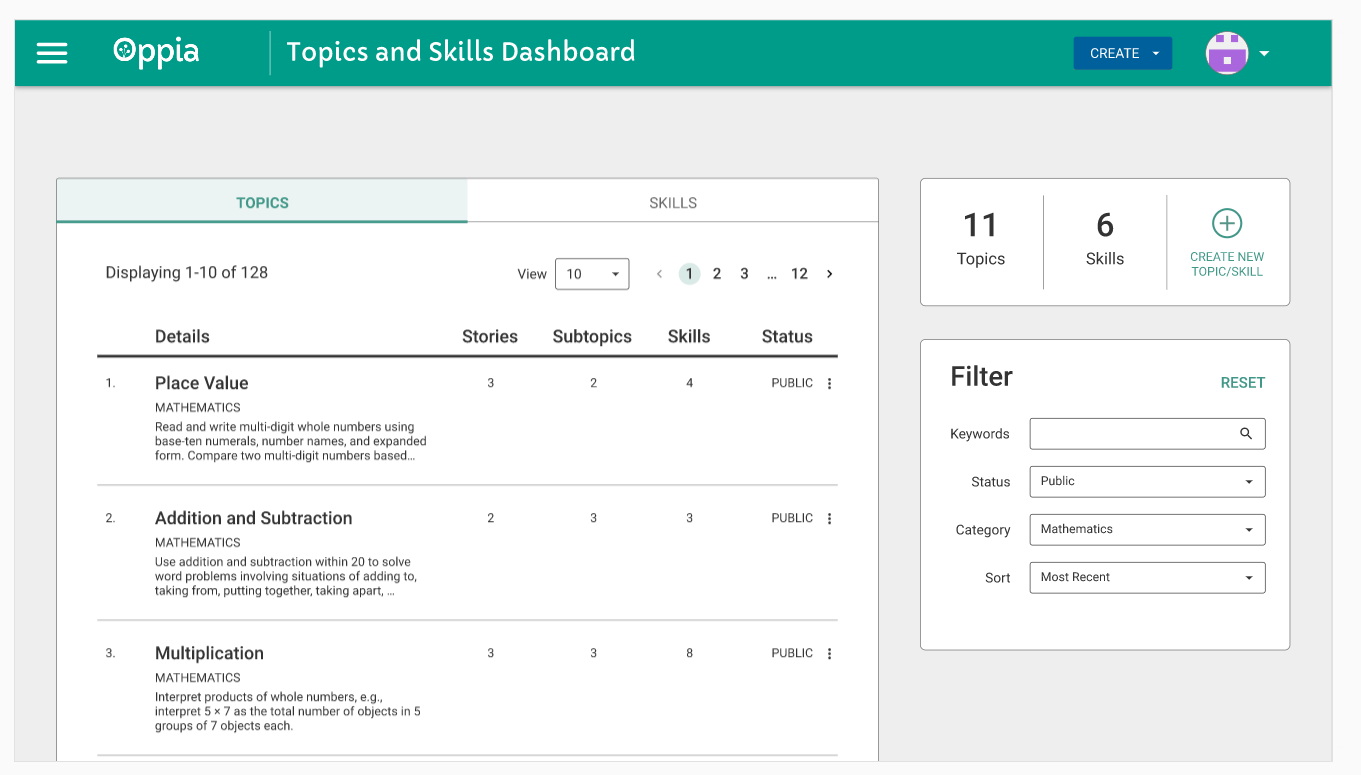 Oppia
Topics and Skills Dashboard
CREATE
TOPICS
SKILLS
Displaying 1-10 of 128
View
10
1 2 3 ... 12
Details Stories Subtopics Skills Status
1. Place Value 3 2 4 PUBLIC
MATHEMATICS
Read and write multi-digit whole numbers using
base-ten numerals, number names, and expanded
form. Compare two multi-digit numbers based...
2. Addition and Subtraction 2 3 3 PUBLIC
MATHEMATICS
Use addition and subtraction within 20 to solve
word problems involving situations of adding to,
taking from, putting together, taking apart, ...
3. Multiplication 3 3 8 PUBLIC
MATHEMATICS
Interpret products of whole numbers, e.g.,
interpret 5 × 7 as the total number of objects in 5
groups of 7 objects each.
11
Topics
6
Skills
CREATE NEW
TOPIC/SKILL
Filter
RESET
Keywords
Status Public
Category Mathematics
Sort Most Recent